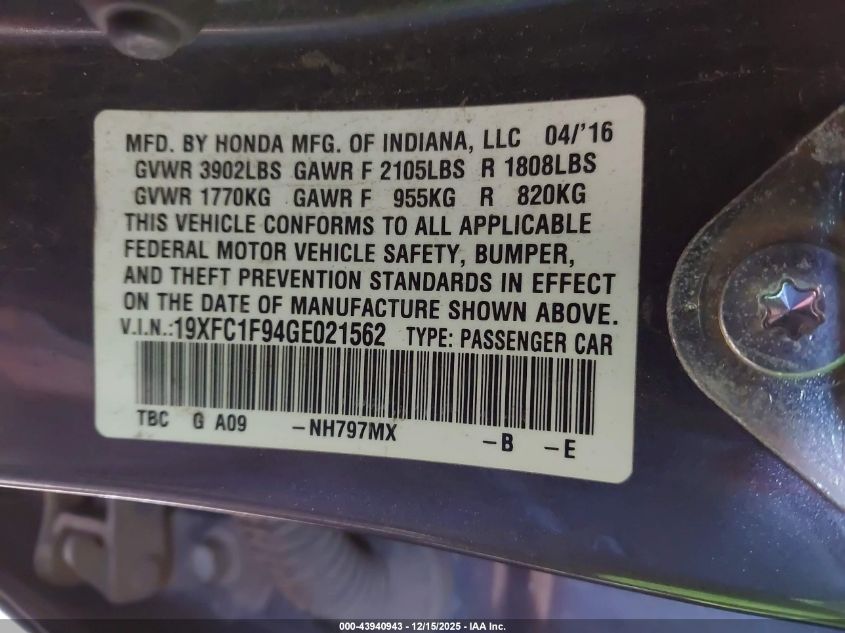 MFD. BY HONDA MFG. OF INDIANA, LLC 04/'16
GVWR 3902LBS GAWR F 2105LBS R 1808LBS
GVWR 1770KG GAWR F 955KG R 820KG
THIS VEHICLE CONFORMS TO ALL APPLICABLE
FEDERAL MOTOR VEHICLE SAFETY, BUMPER,
AND THEFT PREVENTION STANDARDS IN EFFECT
ON THE DATE OF MANUFACTURE SHOWN ABOVE.
V.I.N.:19XFC1F94GE021562 TYPE: PASSENGER CAR
TBC G A09 -NH797MX -B -E
000-43940943 - 12/15/2025 - IAA Inc.